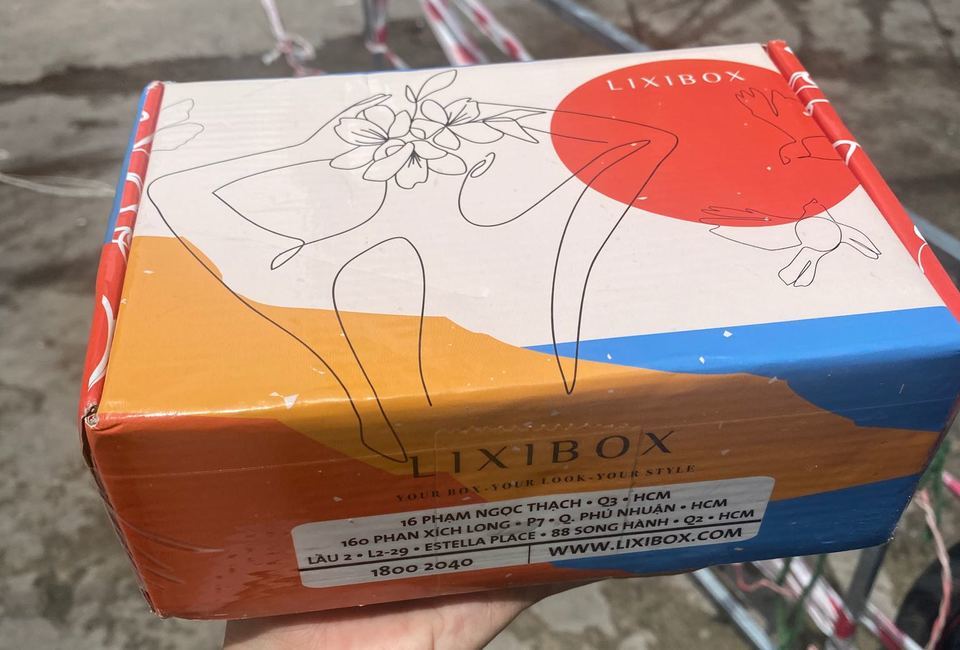 LIXIBOX
LIXIBOX
YOUR BOX-YOUR LOOK-YOUR STYLE
16 PHẠM NGỌC THẠCH • Q3 • HCM
160 PHAN XÍCH LONG • P7 • Q. PHÚ NHUẬN • HCM
LẦU 2 • L2-29 • ESTELLA PLACE • 88 SONG HÀNH • Q2 • HCM
1800 2040
WWW.LIXIBOX.COM